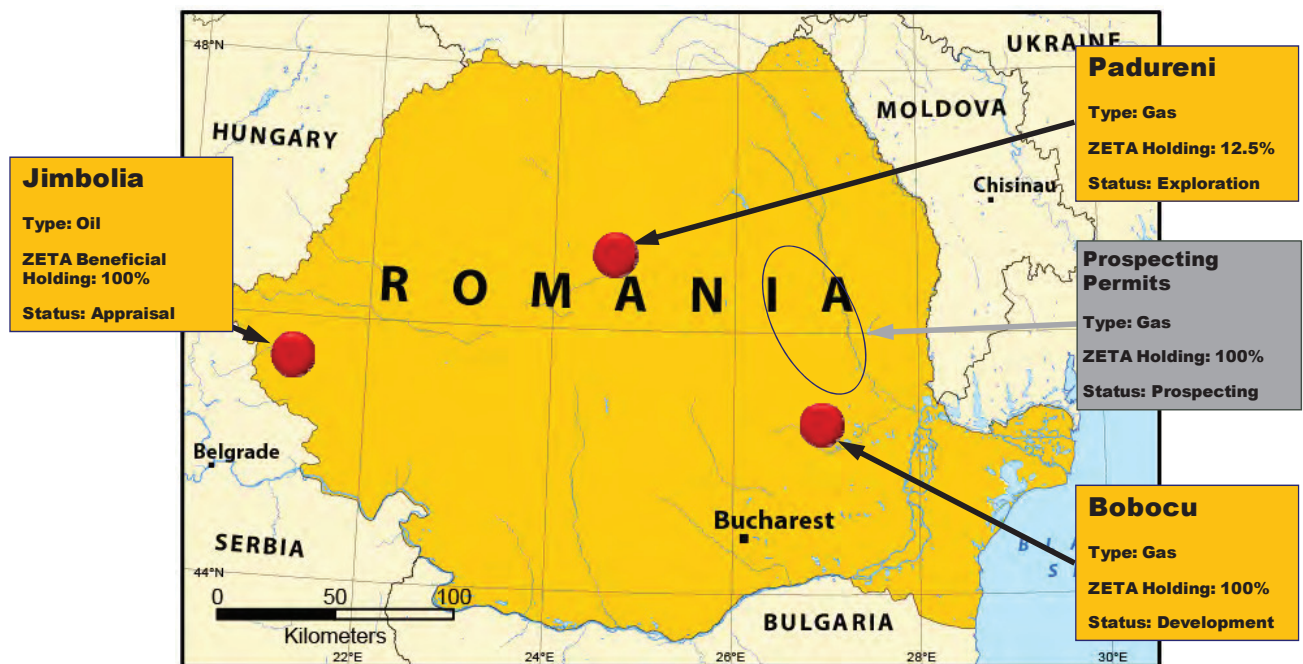 48°N
UKRAINE
Padureni
Type: Gas
ZETA Holding: 12.5%
Status: Exploration
MOLDOVA
HUNGARY
Chisinau
Jimbolia
Type: Oil
ZETA Beneficial
Holding: 100%
Status: Appraisal
Prospecting
Permits
Type: Gas
ZETA Holding: 100%
Status: Prospecting
ROMANIA
Belgrade
Bucharest
Bobocu
Type: Gas
ZETA Holding: 100%
Status: Development
SERBIA
44°N
0 50 100
Kilometers
BULGARIA
22°E 24°E 26°E 28°E 30°E